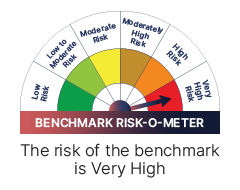 Low
Risk
Low to
Moderate
Risk
Moderate
Risk
Moderately
High
Risk
High
Risk
Very
High
Risk
BENCHMARK RISK-O-METER
The risk of the benchmark
is Very High